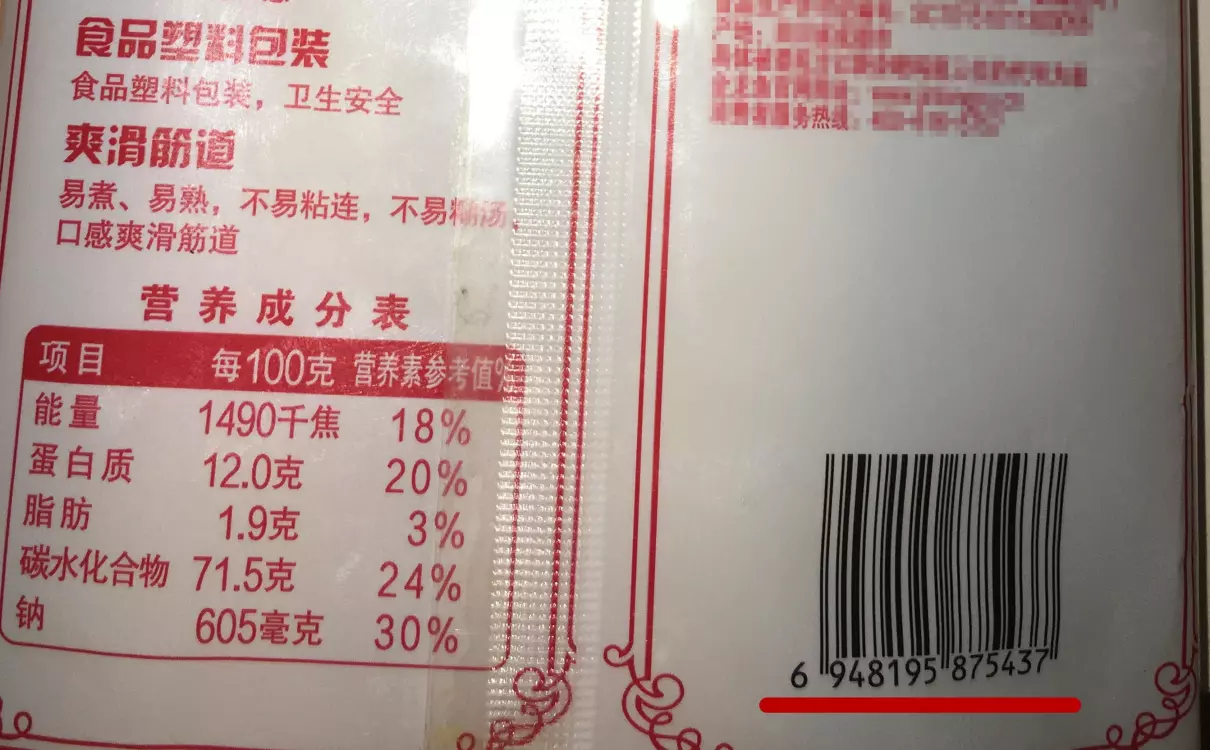 食品塑料包装
食品塑料包装，卫生安全
爽滑筋道
易煮、易熟，不易粘连，不易糊汤，
口感爽滑筋道
营养成分表
项目 每100克 营养素参考值%
能量 1490千焦 18%
蛋白质 12.0克 20%
脂肪 1.9克 3%
碳水化合物 71.5克 24%
钠 605毫克 30%
务热线
6 948195 875437